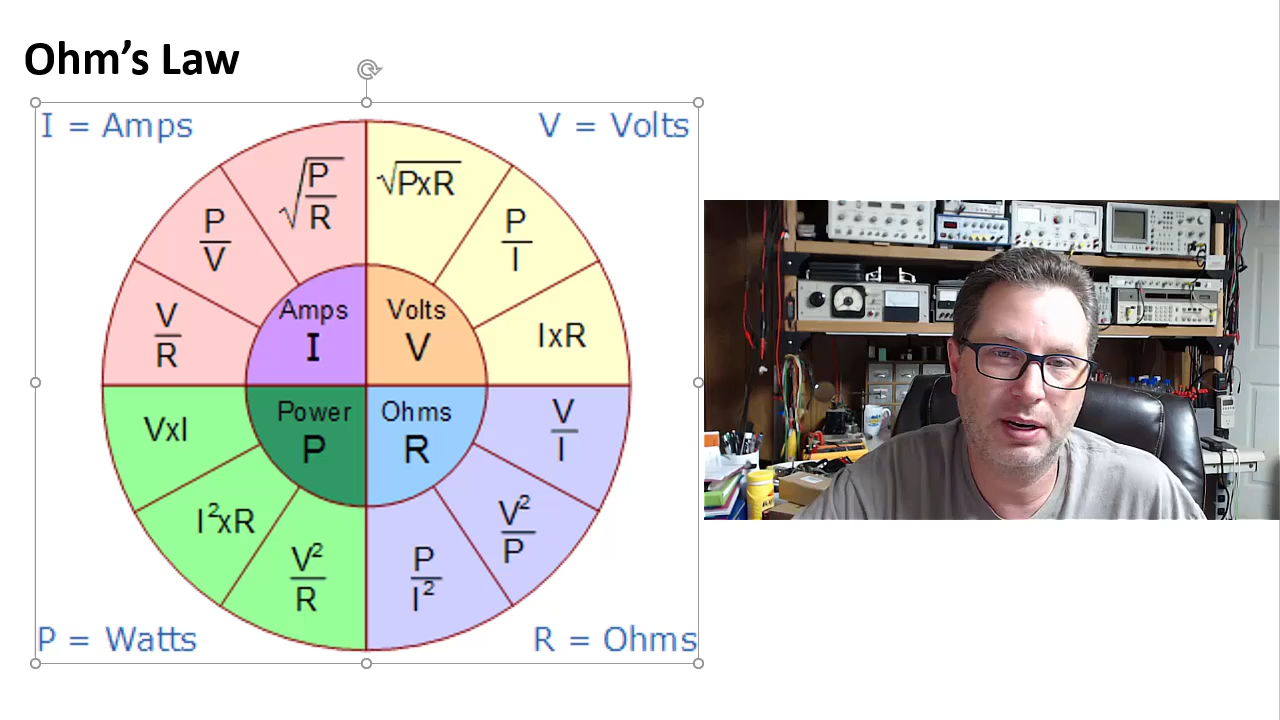 Ohm's Law
I = Amps
V = Volts
√P/R
√PxR
P/V
P/I
V/R
IxR
Amps
I
Volts
V
Power
P
Ohms
R
VxI
V/I
I²xR
V²/P
V²/R
P/I²
P = Watts
R = Ohms